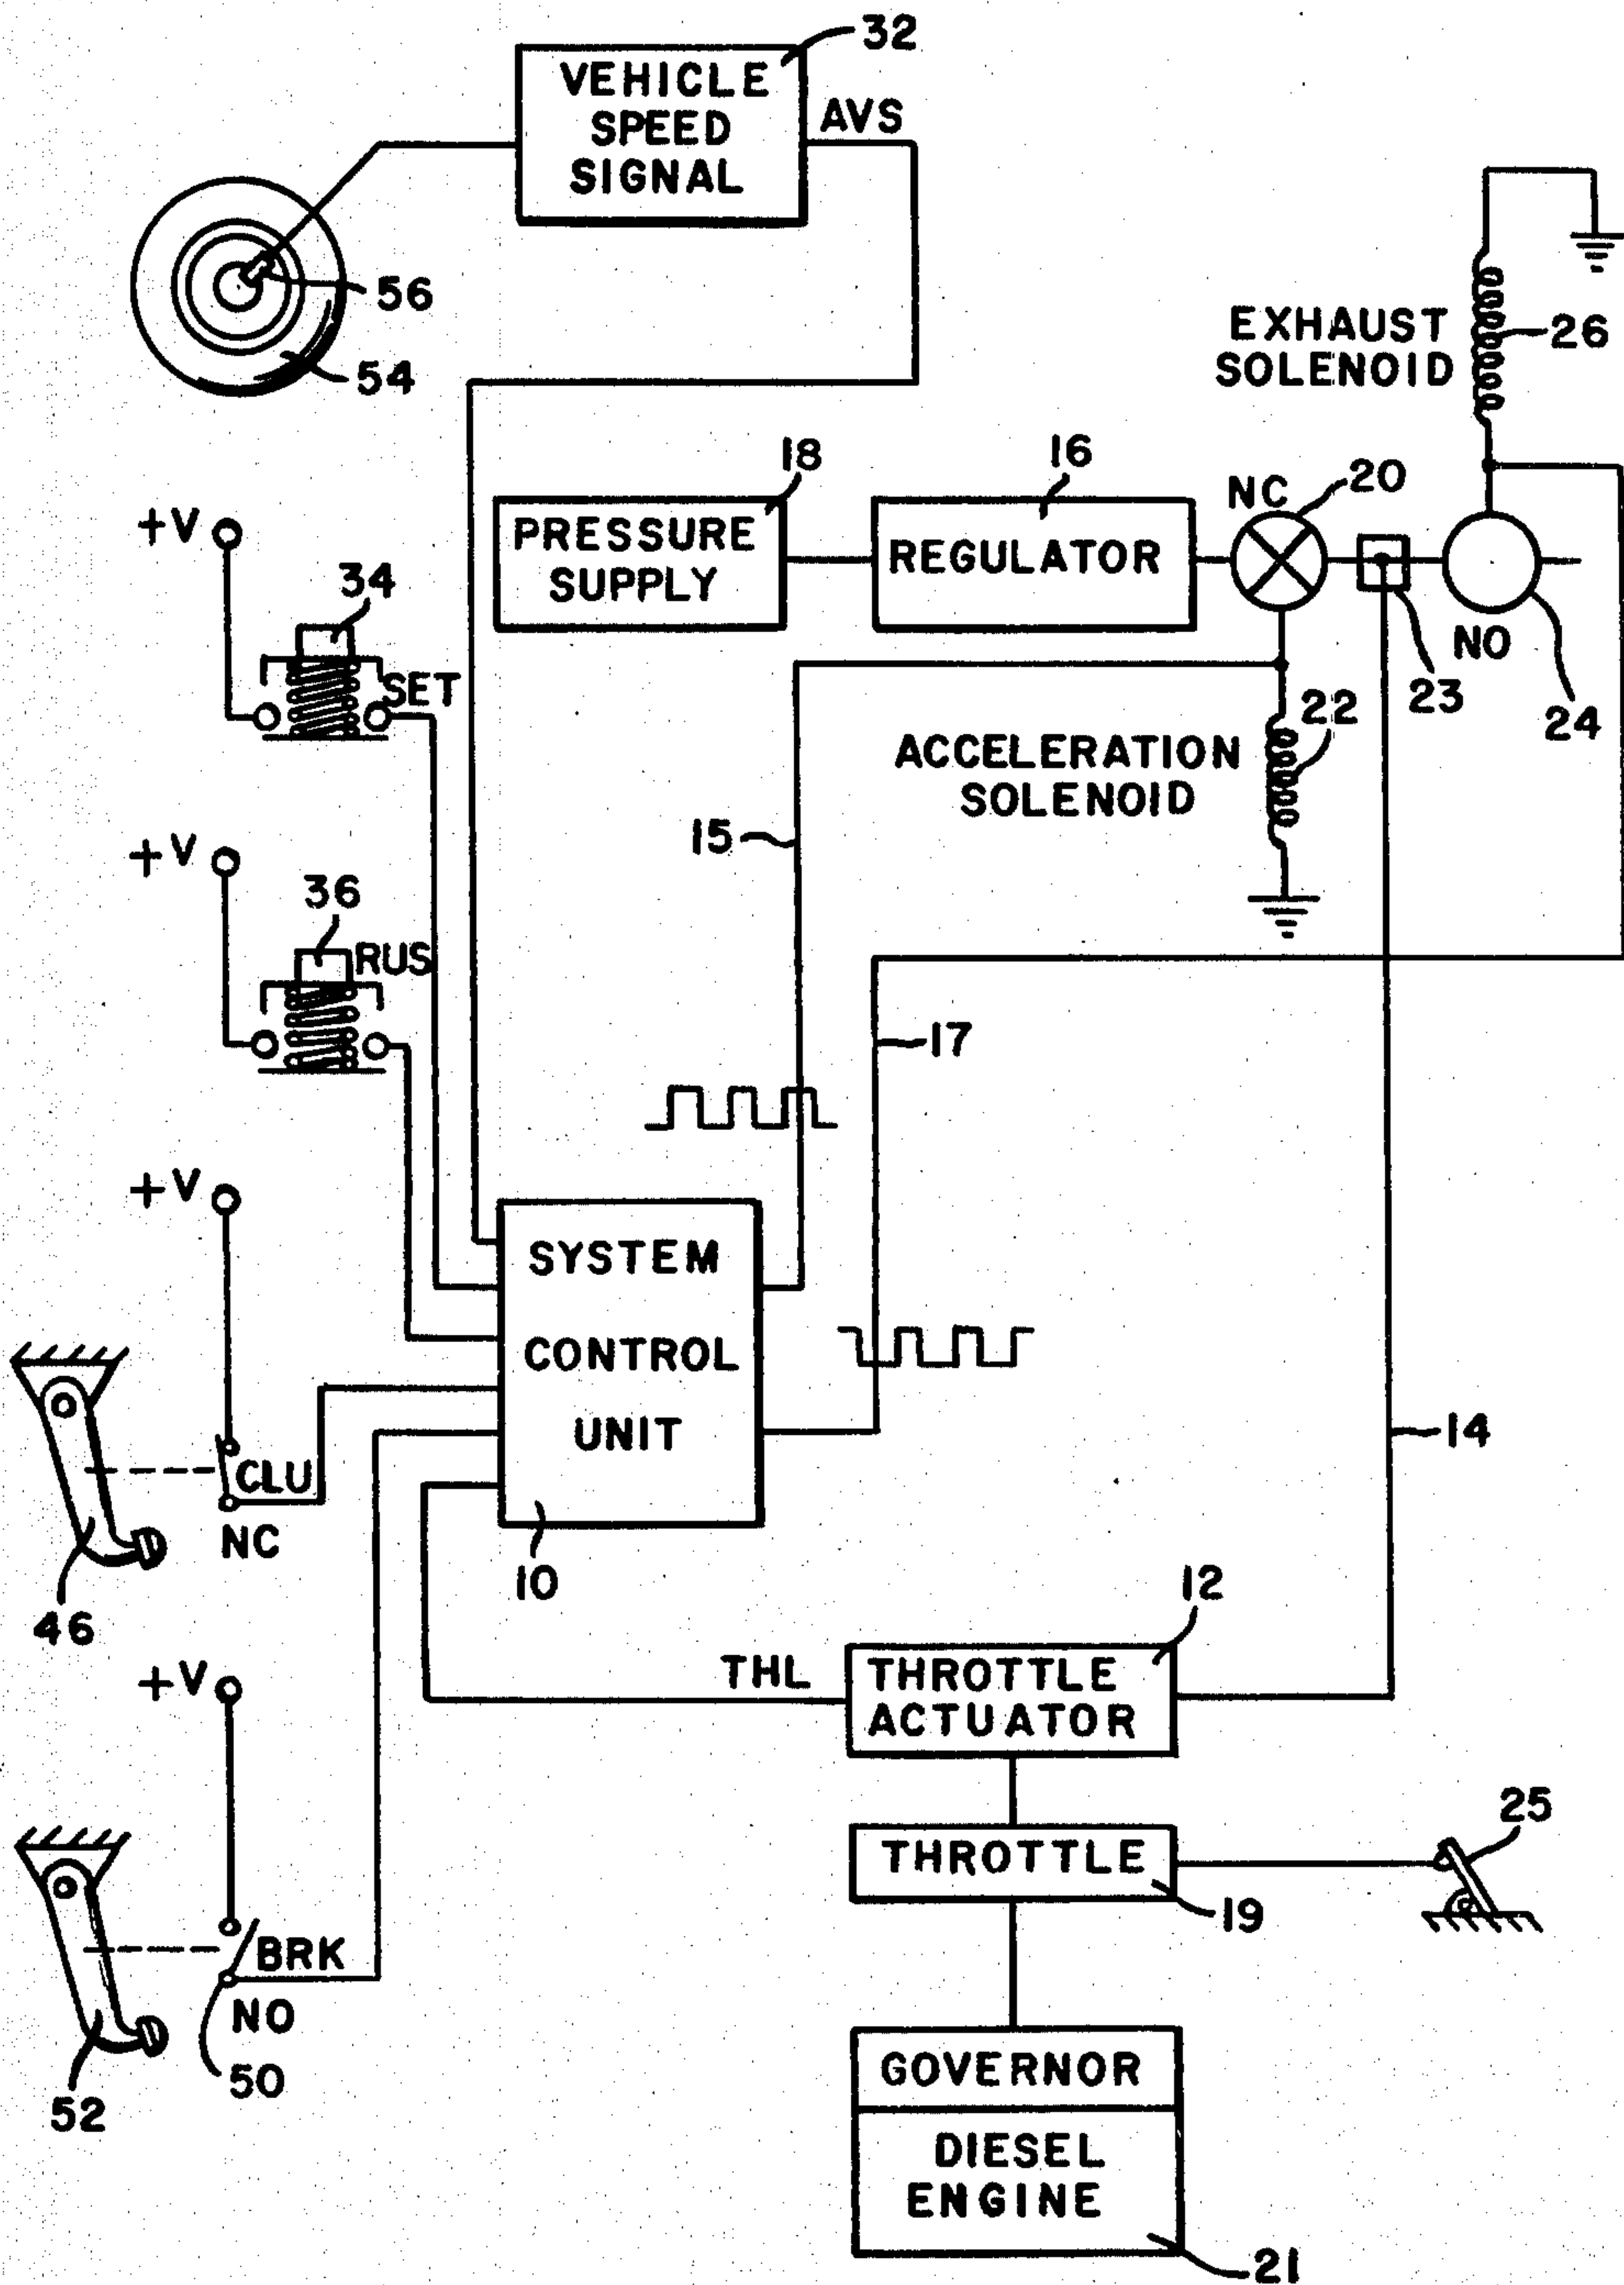 32
VEHICLE
SPEED
SIGNAL
AVS
56
54
EXHAUST
SOLENOID
26
18
16
NC
20
+V
PRESSURE
SUPPLY
REGULATOR
34
NO
SET
23
24
22
ACCELERATION
SOLENOID
15
+V
36
RUS
17
+V
SYSTEM
CONTROL
UNIT
14
CLU
NC
10
46
12
+V
THL
THROTTLE
ACTUATOR
25
THROTTLE
19
BRK
NO
50
52
GOVERNOR
DIESEL
ENGINE
21